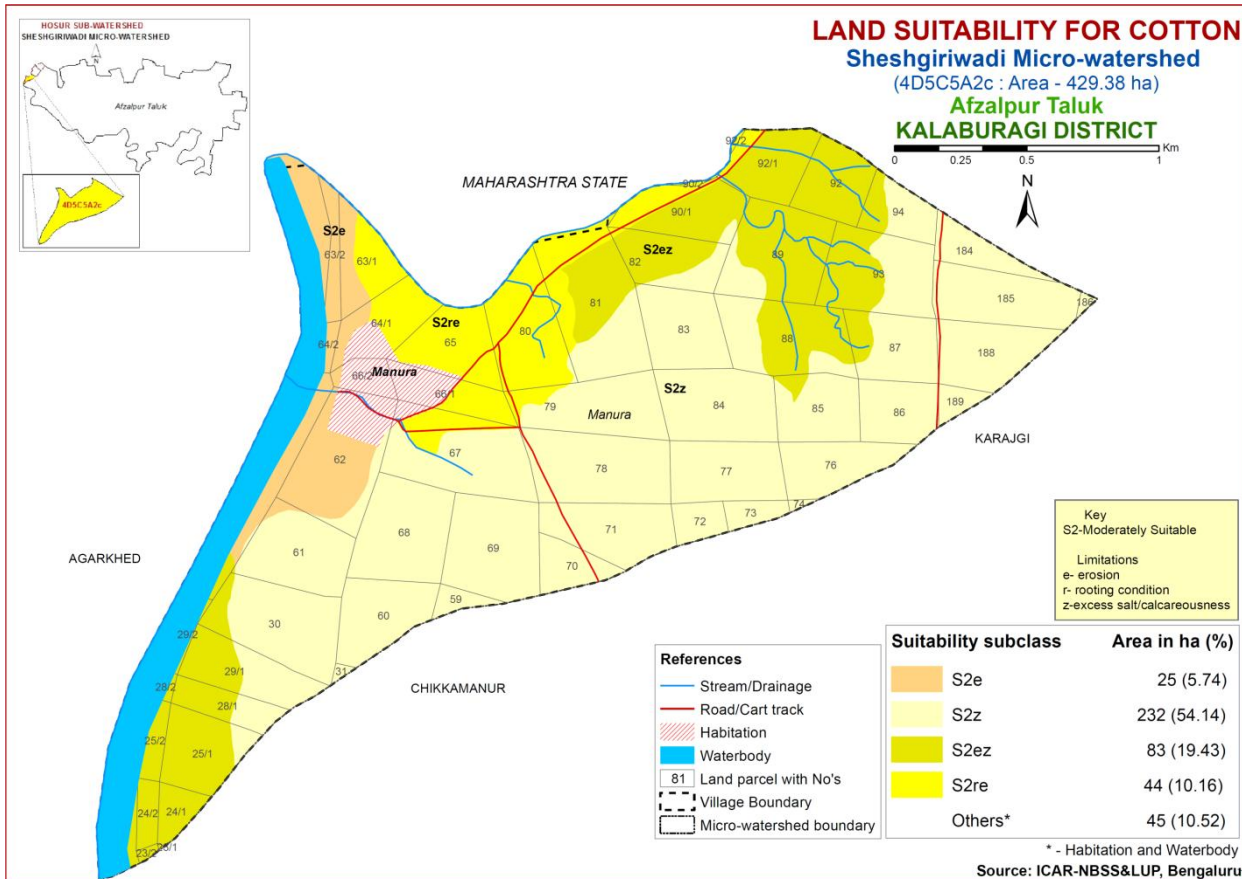 HOSUR SUB-WATERSHED
SHESHGIRIWADI MICRO-WATERSHED
N
Afzalpur Taluk
4D5C5A2c
LAND SUITABILITY FOR COTTON
Sheshgiriwadi Micro-watershed
(4D5C5A2c : Area - 429.38 ha)
Afzalpur Taluk
KALABURAGI DISTRICT
0 0.25 0.5 1 Km
N
MAHARASHTRA STATE
92/2
92/1
92
90/2
90/1
94
S2e
63/2
63/1
S2ez
82
89
93
184
185
186
81
64/1
S2re
65
80
83
88
87
188
64/2
Manura
66/2
66/1
79
S2z
Manura
84
85
86
189
KARAJGI
62
67
78
77
76
74
73
72
71
68
69
70
61
AGARKHED
59
60
30
31
CHIKKAMANUR
29/2
29/1
28/2
28/1
25/2
25/1
24/2
24/1
23/2
Key
S2-Moderately Suitable
Limitations
e- erosion
r- rooting condition
z-excess salt/calcareousness
References
Stream/Drainage
Road/Cart track
Habitation
Waterbody
81 Land parcel with No's
Village Boundary
Micro-watershed boundary
Suitability subclass Area in ha (%)
S2e 25 (5.74)
S2z 232 (54.14)
S2ez 83 (19.43)
S2re 44 (10.16)
Others* 45 (10.52)
* - Habitation and Waterbody
Source: ICAR-NBSS&LUP, Bengaluru